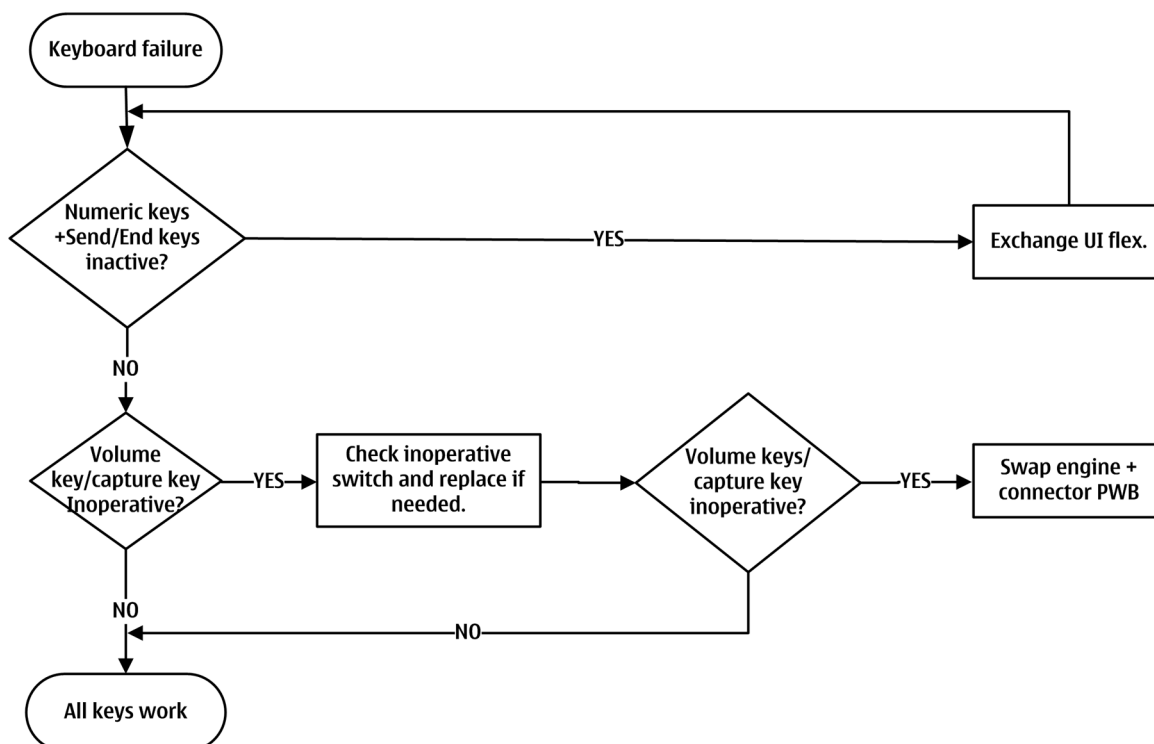 Keyboard failure
Numeric keys
+Send/End keys
inactive?
YES
Exchange UI flex.
NO
Volume
key/capture key
Inoperative?
YES
Check inoperative
switch and replace if
needed.
Volume keys/
capture key
inoperative?
YES
Swap engine +
connector PWB
NO
NO
All keys work